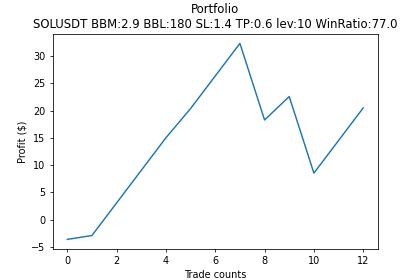 Portfolio
SOLUSDT BBM:2.9 BBL:180 SL:1.4 TP:0.6 lev:10 WinRatio:77.0
Profit ($)
30
25
20
15
10
5
0
−5
0 2 4 6 8 10 12
Trade counts